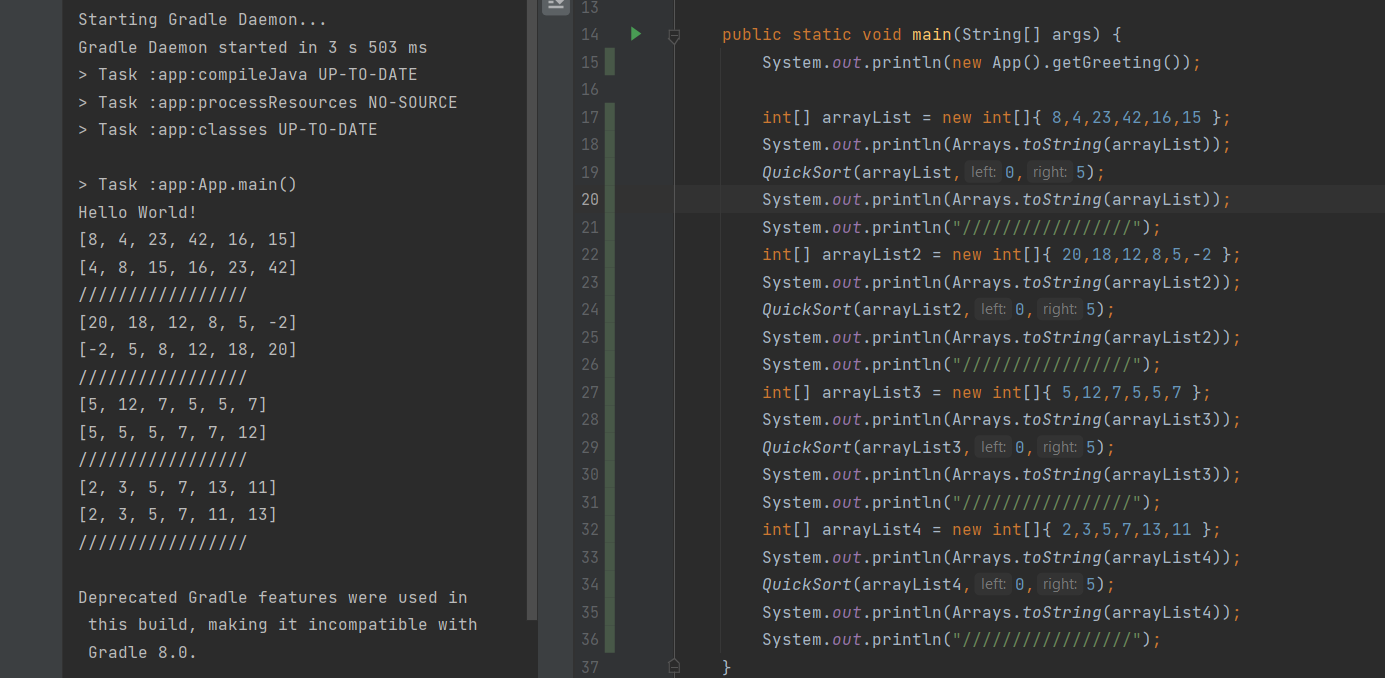 Starting Gradle Daemon...
Gradle Daemon started in 3 s 503 ms
> Task :app:compileJava UP-TO-DATE
> Task :app:processResources NO-SOURCE
> Task :app:classes UP-TO-DATE
> Task :app:App.main()
Hello World!
[8, 4, 23, 42, 16, 15]
[4, 8, 15, 16, 23, 42]
/////////////////
[20, 18, 12, 8, 5, -2]
[-2, 5, 8, 12, 18, 20]
/////////////////
[5, 12, 7, 5, 5, 7]
[5, 5, 5, 7, 7, 12]
/////////////////
[2, 3, 5, 7, 13, 11]
[2, 3, 5, 7, 11, 13]
/////////////////
Deprecated Gradle features were used in
this build, making it incompatible with
Gradle 8.0.
13
14 public static void main(String[] args) {
15 System.out.println(new App().getGreeting());
16
17 int[] arrayList = new int[]{ 8,4,23,42,16,15 };
18 System.out.println(Arrays.toString(arrayList));
19 QuickSort(arrayList, left: 0, right: 5);
20 System.out.println(Arrays.toString(arrayList));
21 System.out.println("/////////////////");
22 int[] arrayList2 = new int[]{ 20,18,12,8,5,-2 };
23 System.out.println(Arrays.toString(arrayList2));
24 QuickSort(arrayList2, left: 0, right: 5);
25 System.out.println(Arrays.toString(arrayList2));
26 System.out.println("/////////////////");
27 int[] arrayList3 = new int[]{ 5,12,7,5,5,7 };
28 System.out.println(Arrays.toString(arrayList3));
29 QuickSort(arrayList3, left: 0, right: 5);
30 System.out.println(Arrays.toString(arrayList3));
31 System.out.println("/////////////////");
32 int[] arrayList4 = new int[]{ 2,3,5,7,13,11 };
33 System.out.println(Arrays.toString(arrayList4));
34 QuickSort(arrayList4, left: 0, right: 5);
35 System.out.println(Arrays.toString(arrayList4));
36 System.out.println("/////////////////");
37 }